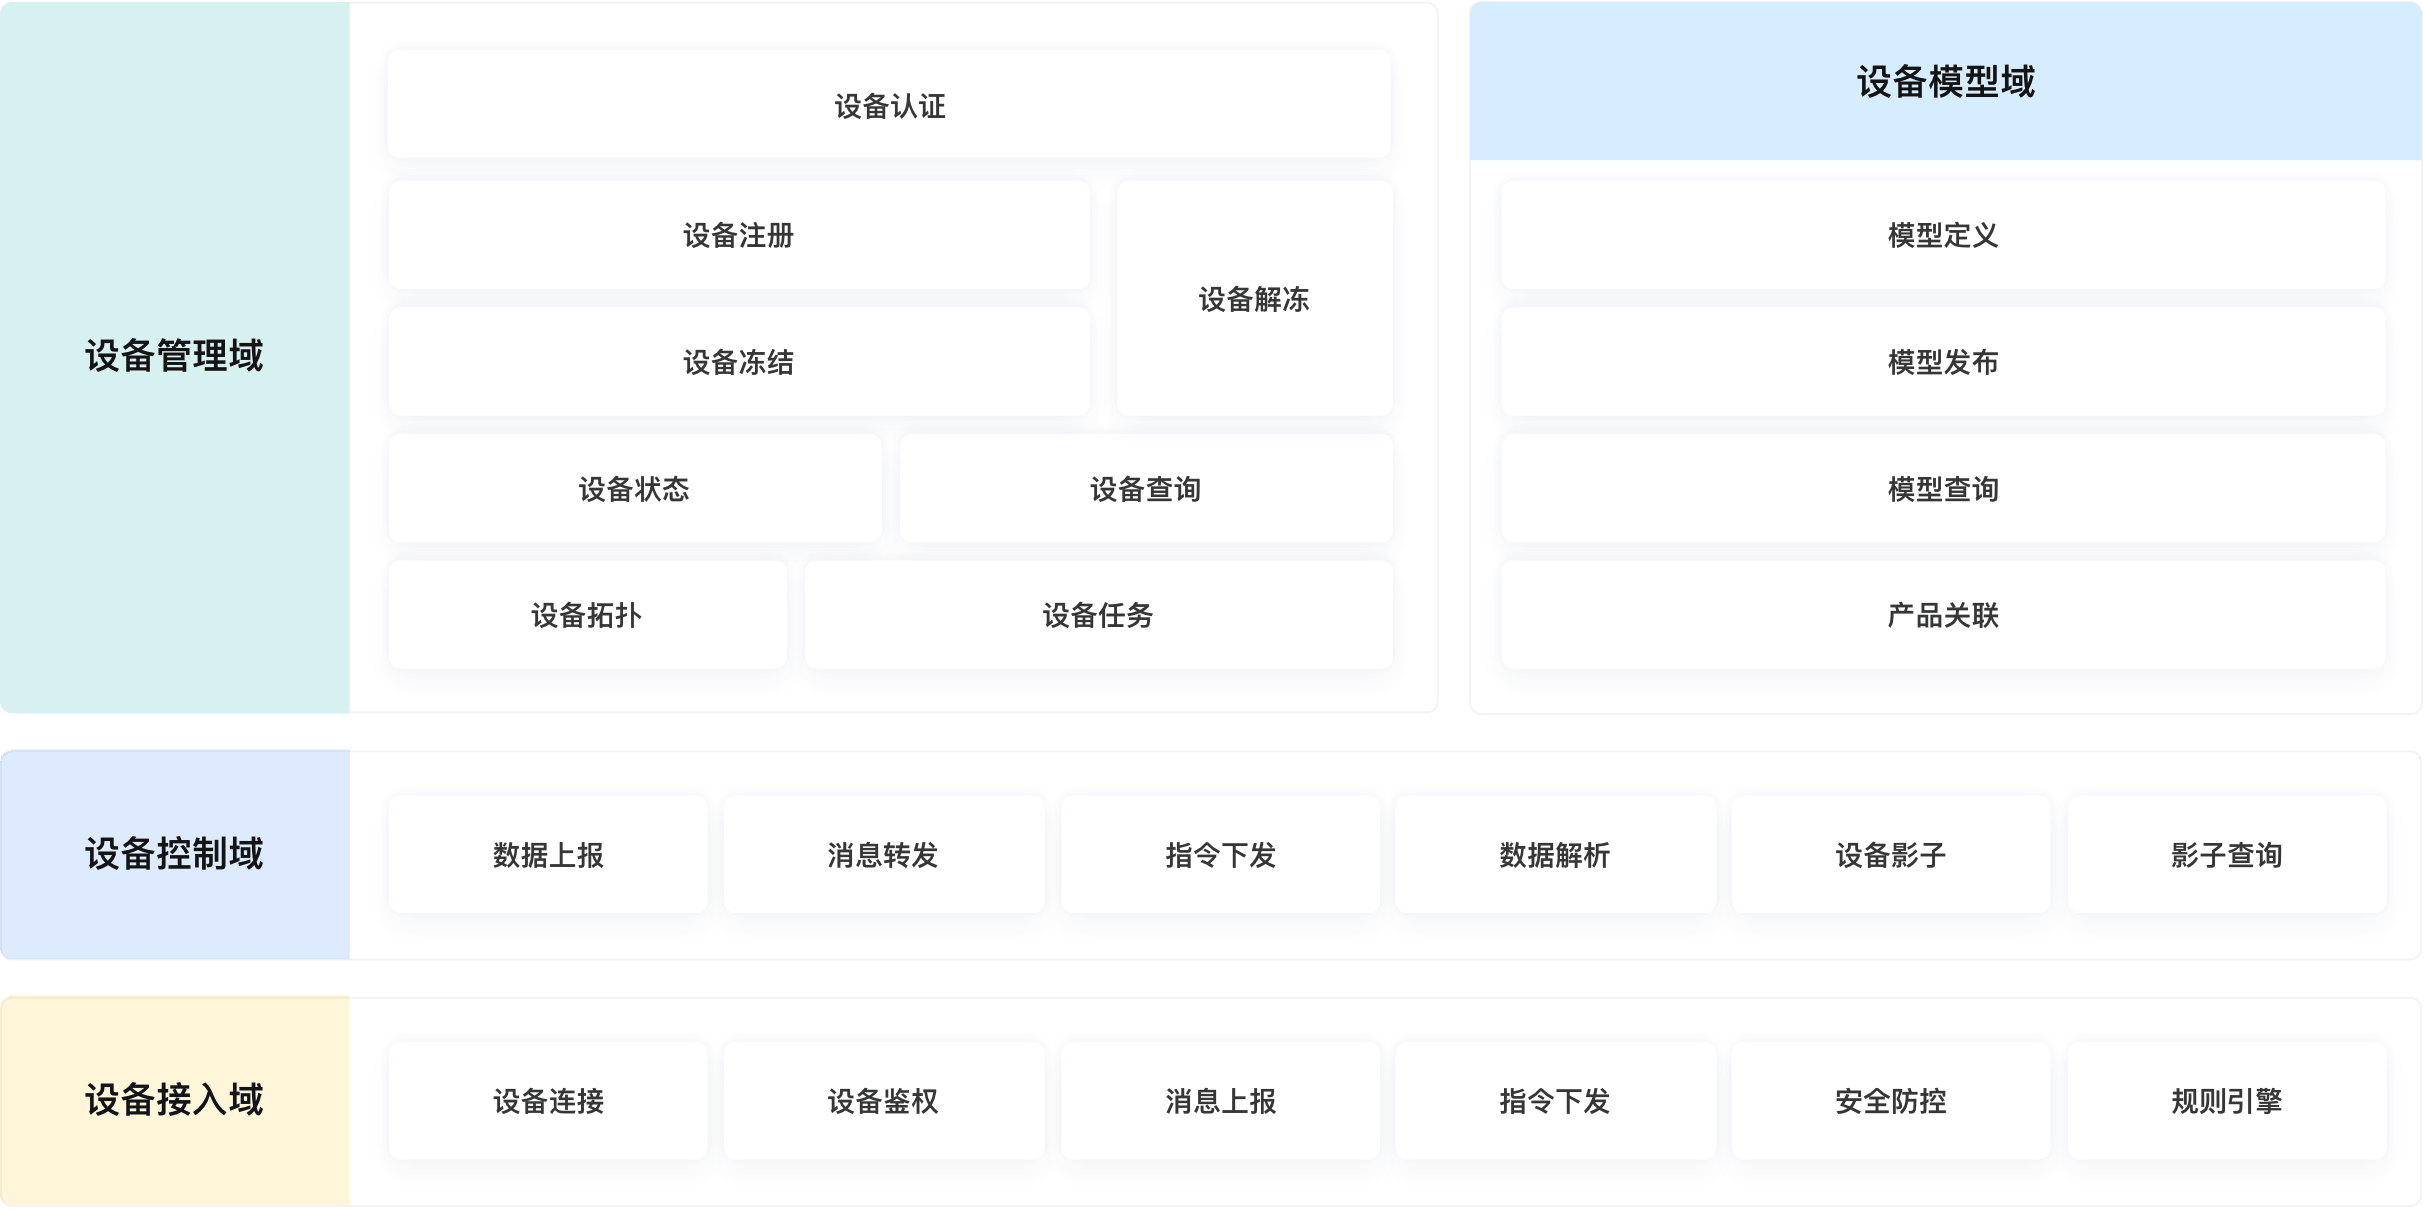 设备管理域
设备认证
设备注册
设备解冻
设备冻结
设备状态
设备查询
设备拓扑
设备任务
设备模型域
模型定义
模型发布
模型查询
产品关联
设备控制域
数据上报
消息转发
指令下发
数据解析
设备影子
影子查询
设备接入域
设备连接
设备鉴权
消息上报
指令下发
安全防控
规则引擎